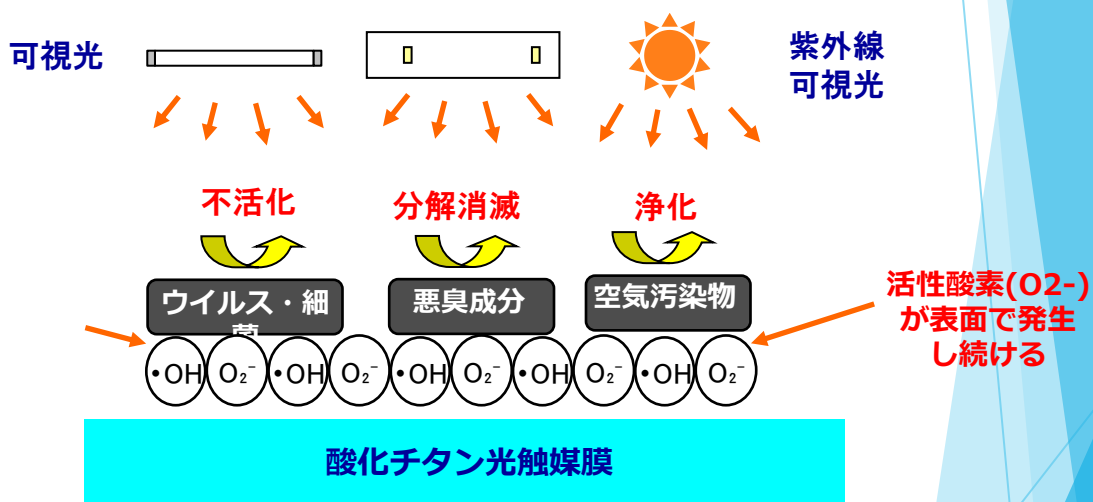 可視光
紫外線
可視光
不活化
分解消滅
浄化
ウイルス・細
菌
悪臭成分
空気汚染物
活性酸素(O2-)
が表面で発生
し続ける
•OH O₂⁻ •OH O₂⁻ •OH O₂⁻ •OH O₂⁻ •OH O₂⁻
酸化チタン光触媒膜